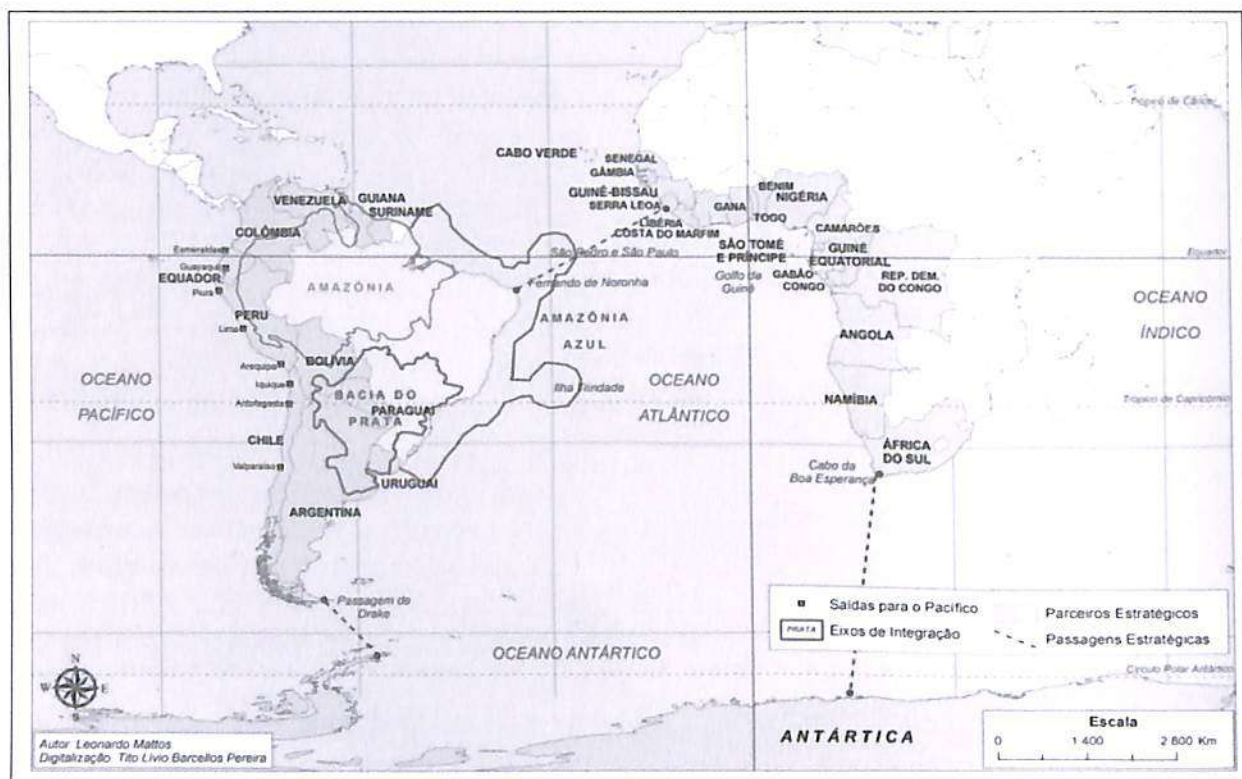 Trópico de Câncer
CABO VERDE
SENEGAL
GÂMBIA
GUINÉ-BISSAU
SERRA LEOA
BENIM
NIGÉRIA
VENEZUELA
GUIANA
SURINAME
GANA
TOGO
LIBÉRIA
COSTA DO MARFIM
CAMARÕES
COLÔMBIA
Esmeraldas
São Pedro e São Paulo
SÃO TOMÉ
E PRÍNCIPE
GUINÉ
EQUATORIAL
Equador
Guayaquil
EQUADOR
Piura
AMAZÔNIA
Fernando de Noronha
Golfo da
Guiné
GABÃO
CONGO
REP. DEM.
DO CONGO
OCEANO
ÍNDICO
PERU
Lima
AMAZÔNIA
AZUL
ANGOLA
Arequipa
BOLÍVIA
OCEANO
PACÍFICO
Iquique
Antofagasta
BACIA DO
PRATA
PARAGUAI
Ilha Trindade
OCEANO
ATLÂNTICO
NAMÍBIA
Trópico de Capricórnio
CHILE
Valparaíso
URUGUAI
ÁFRICA
DO SUL
Cabo da
Boa Esperança
ARGENTINA
Passagem de
Drake
Saídas para o Pacífico
Parceiros Estratégicos
PRATA Eixos de Integração
Passagens Estratégicas
OCEANO ANTÁRTICO
Círculo Polar Antártico
N
W E
S
ANTÁRTICA
Escala
0 1 400 2 800 Km
Autor: Leonardo Mattos
Digitalização Tito Lívio Barcellos Pereira